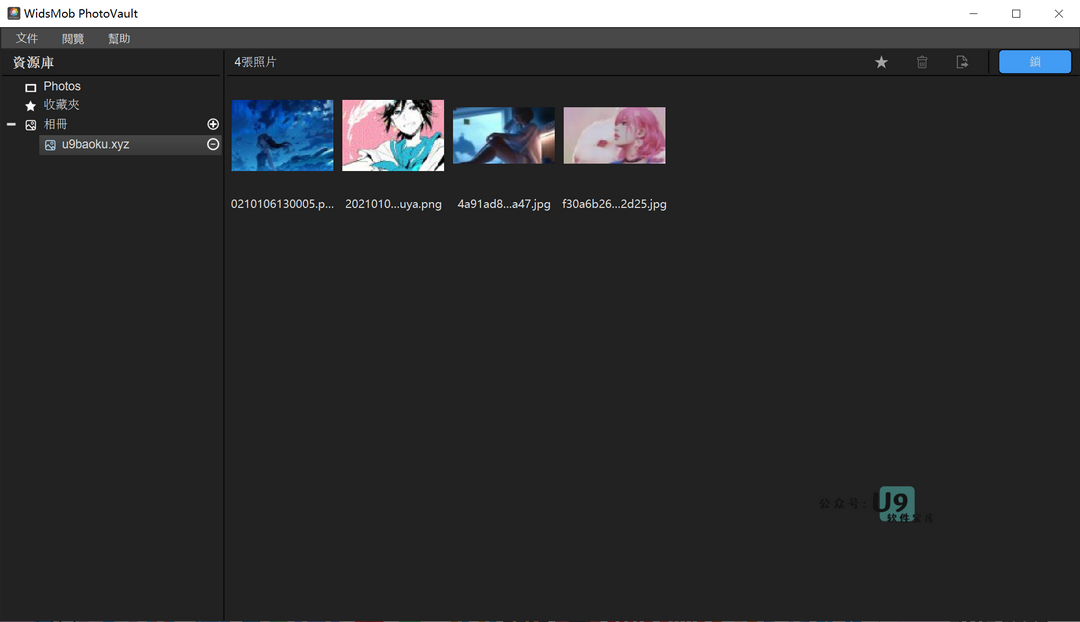 WidsMob PhotoVault
文件 閱覽 幫助
資源庫
4張照片
鎖
Photos
收藏夾
相冊
u9baoku.xyz
0210106130005.p... 2021010...uya.png 4a91ad8...a47.jpg f30a6b26...2d25.jpg
公众号:
U9
软件宝库